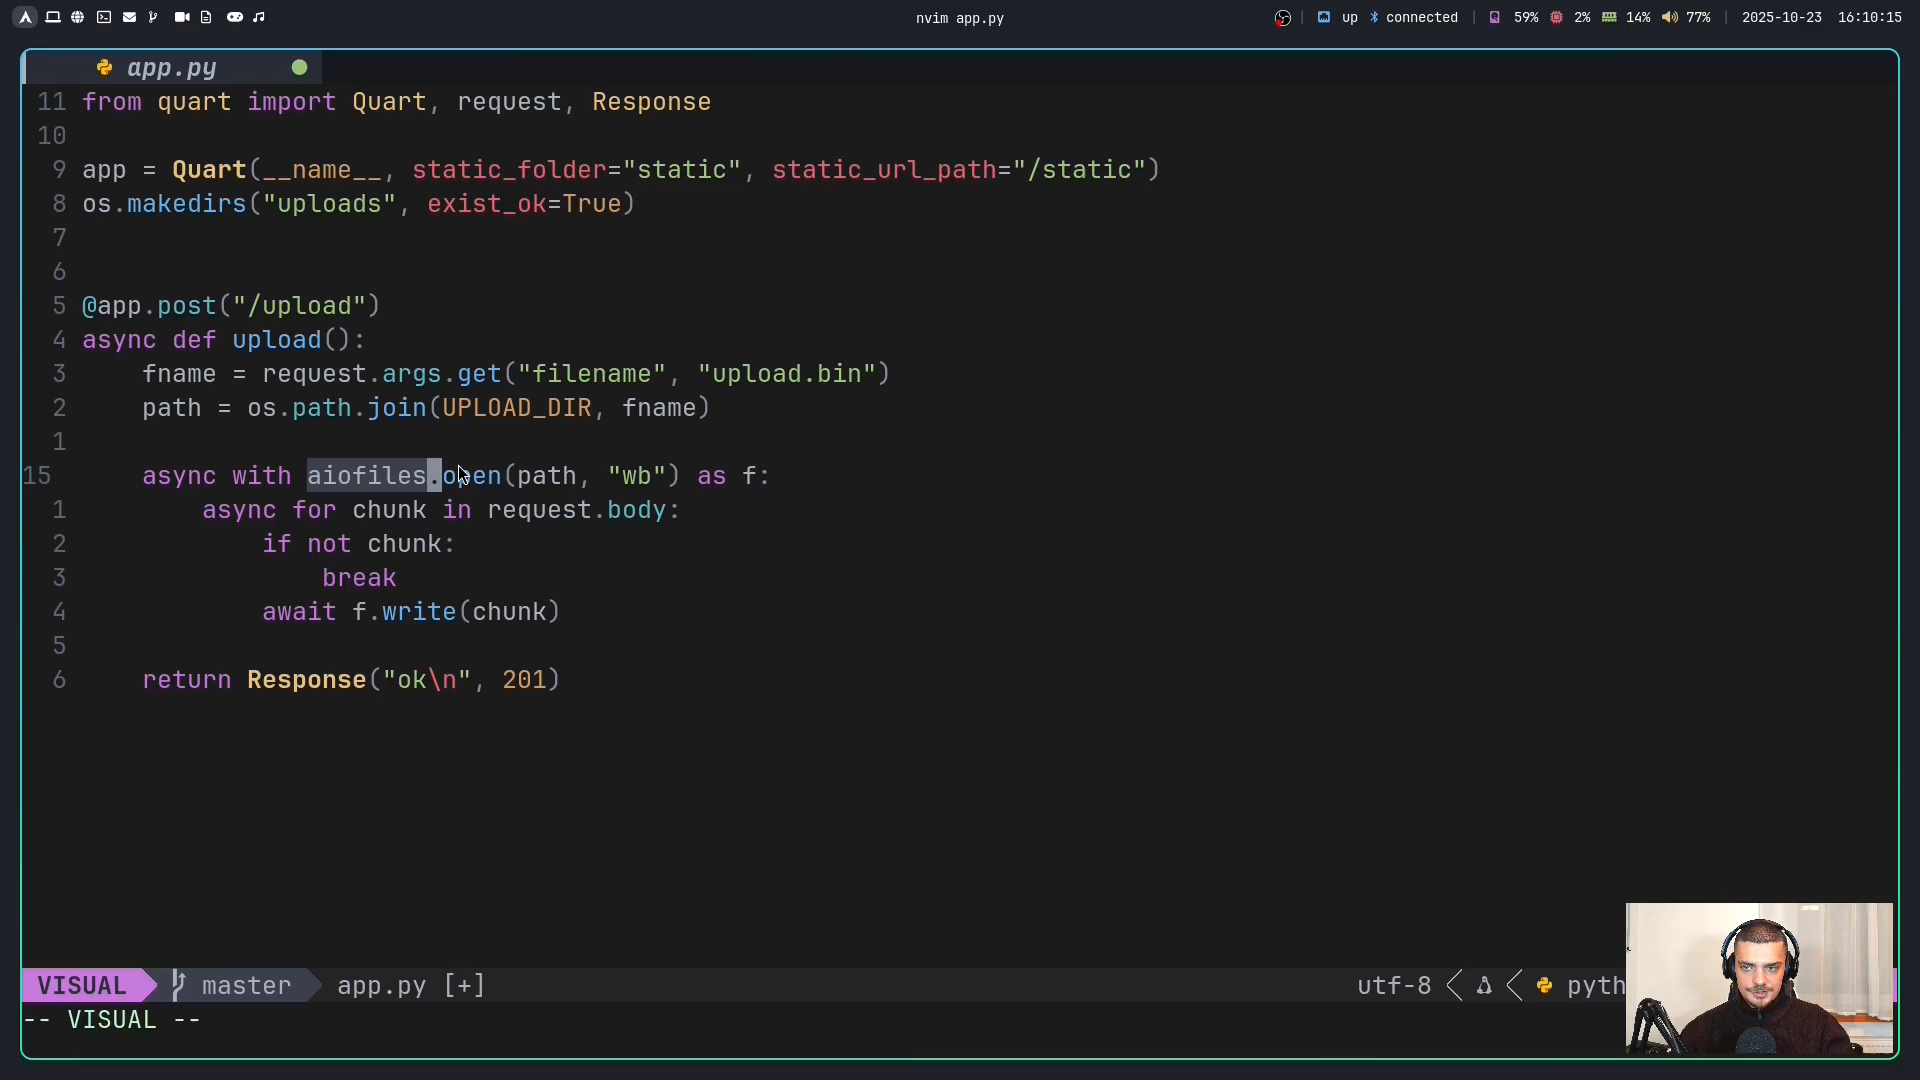 nvim app.py
up connected 59% 2% 14% 77% 2025-10-23 16:10:15
app.py
11 from quart import Quart, request, Response
10
9 app = Quart(__name__, static_folder="static", static_url_path="/static")
8 os.makedirs("uploads", exist_ok=True)
7
6
5 @app.post("/upload")
4 async def upload():
3 fname = request.args.get("filename", "upload.bin")
2 path = os.path.join(UPLOAD_DIR, fname)
1
15 async with aiofiles.open(path, "wb") as f:
1 async for chunk in request.body:
2 if not chunk:
3 break
4 await f.write(chunk)
5
6 return Response("ok\n", 201)
VISUAL master app.py [+] utf-8 pyth
-- VISUAL --